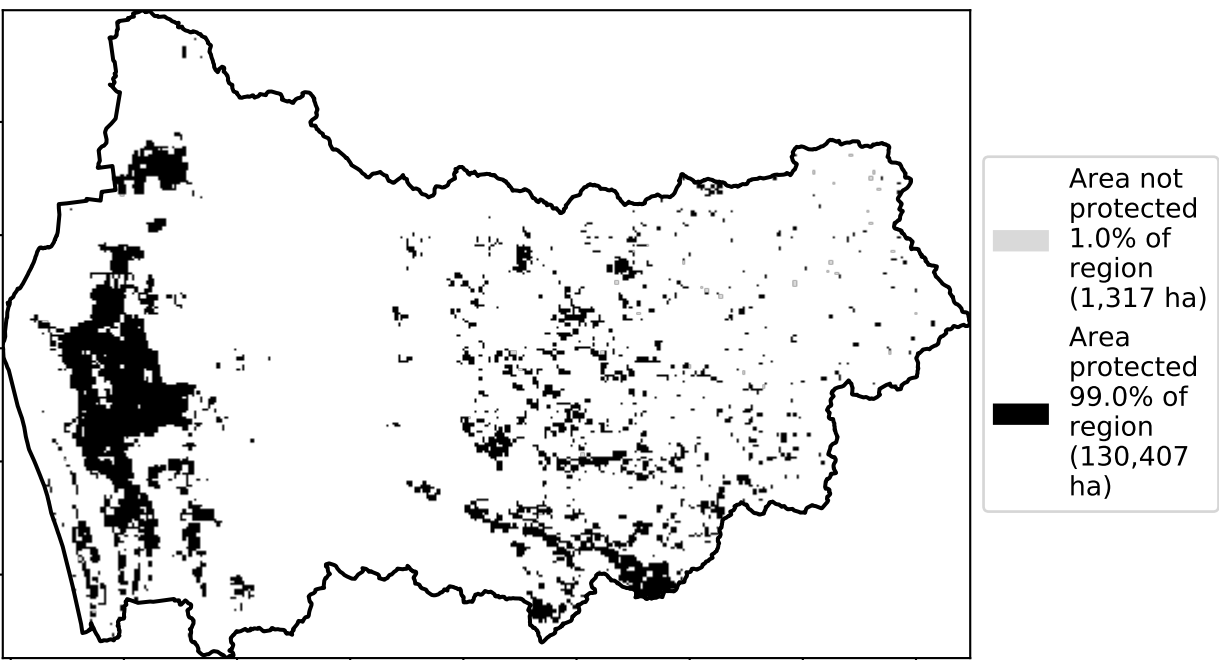 Area not
protected
1.0% of
region
(1,317 ha)
Area
protected
99.0% of
region
(130,407
ha)